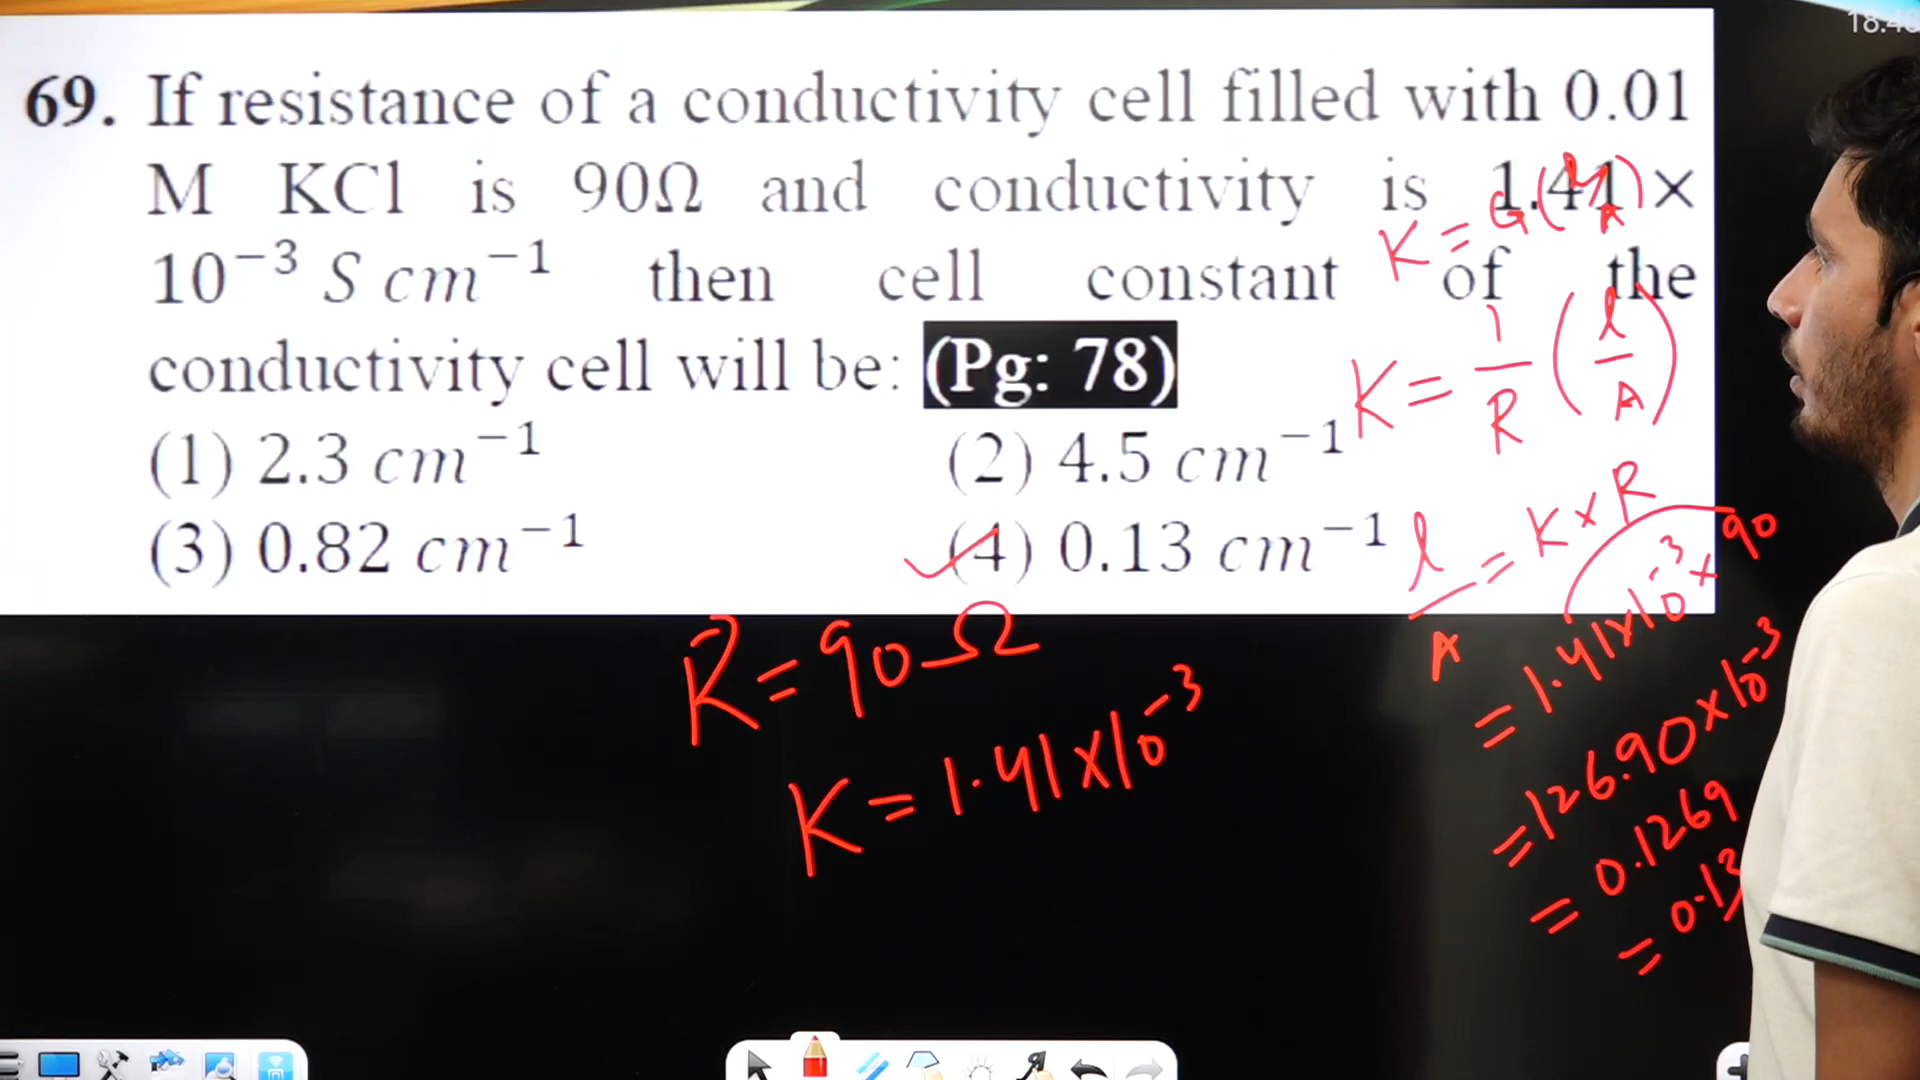 69. If resistance of a conductivity cell filled with 0.01
M KCl is 90Ω and conductivity is 1.41 ×
10⁻³ S cm⁻¹ then cell constant of the
conductivity cell will be: (Pg: 78)
(1) 2.3 cm⁻¹ (2) 4.5 cm⁻¹
(3) 0.82 cm⁻¹ (4) 0.13 cm⁻¹
K = G(l/A)
K = 1/R (l/A)
l/A = K × R
= 1.41×10⁻³ × 90
= 126.90×10⁻³
= 0.1269
= 0.13
R = 90 Ω
K = 1.41×10⁻³